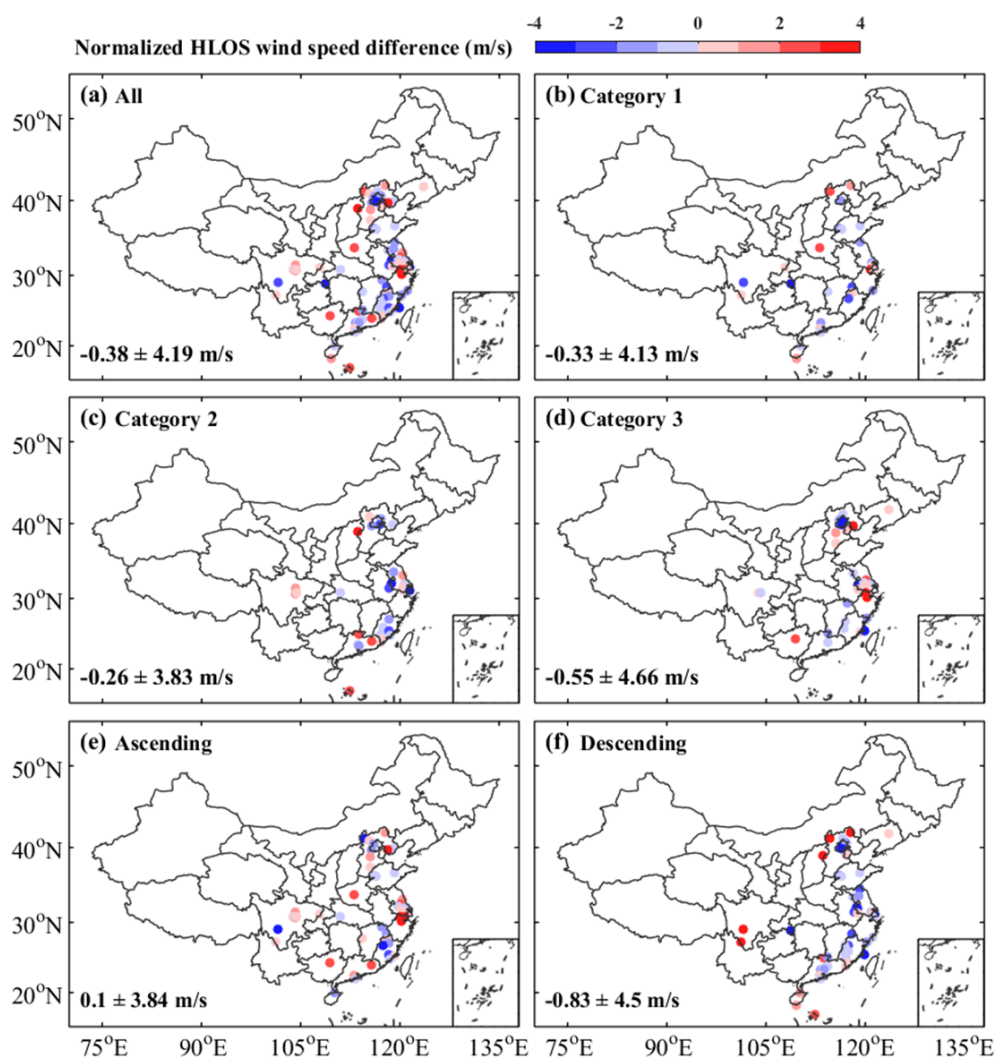 -4 -2 0 2 4
Normalized HLOS wind speed difference (m/s)
(a) All
(b) Category 1
50°N
40°N
30°N
20°N
-0.38 ± 4.19 m/s
-0.33 ± 4.13 m/s
(c) Category 2
(d) Category 3
50°N
40°N
30°N
20°N
-0.26 ± 3.83 m/s
-0.55 ± 4.66 m/s
(e) Ascending
(f) Descending
50°N
40°N
30°N
20°N
0.1 ± 3.84 m/s
-0.83 ± 4.5 m/s
75°E 90°E 105°E 120°E 135°E 75°E 90°E 105°E 120°E 135°E